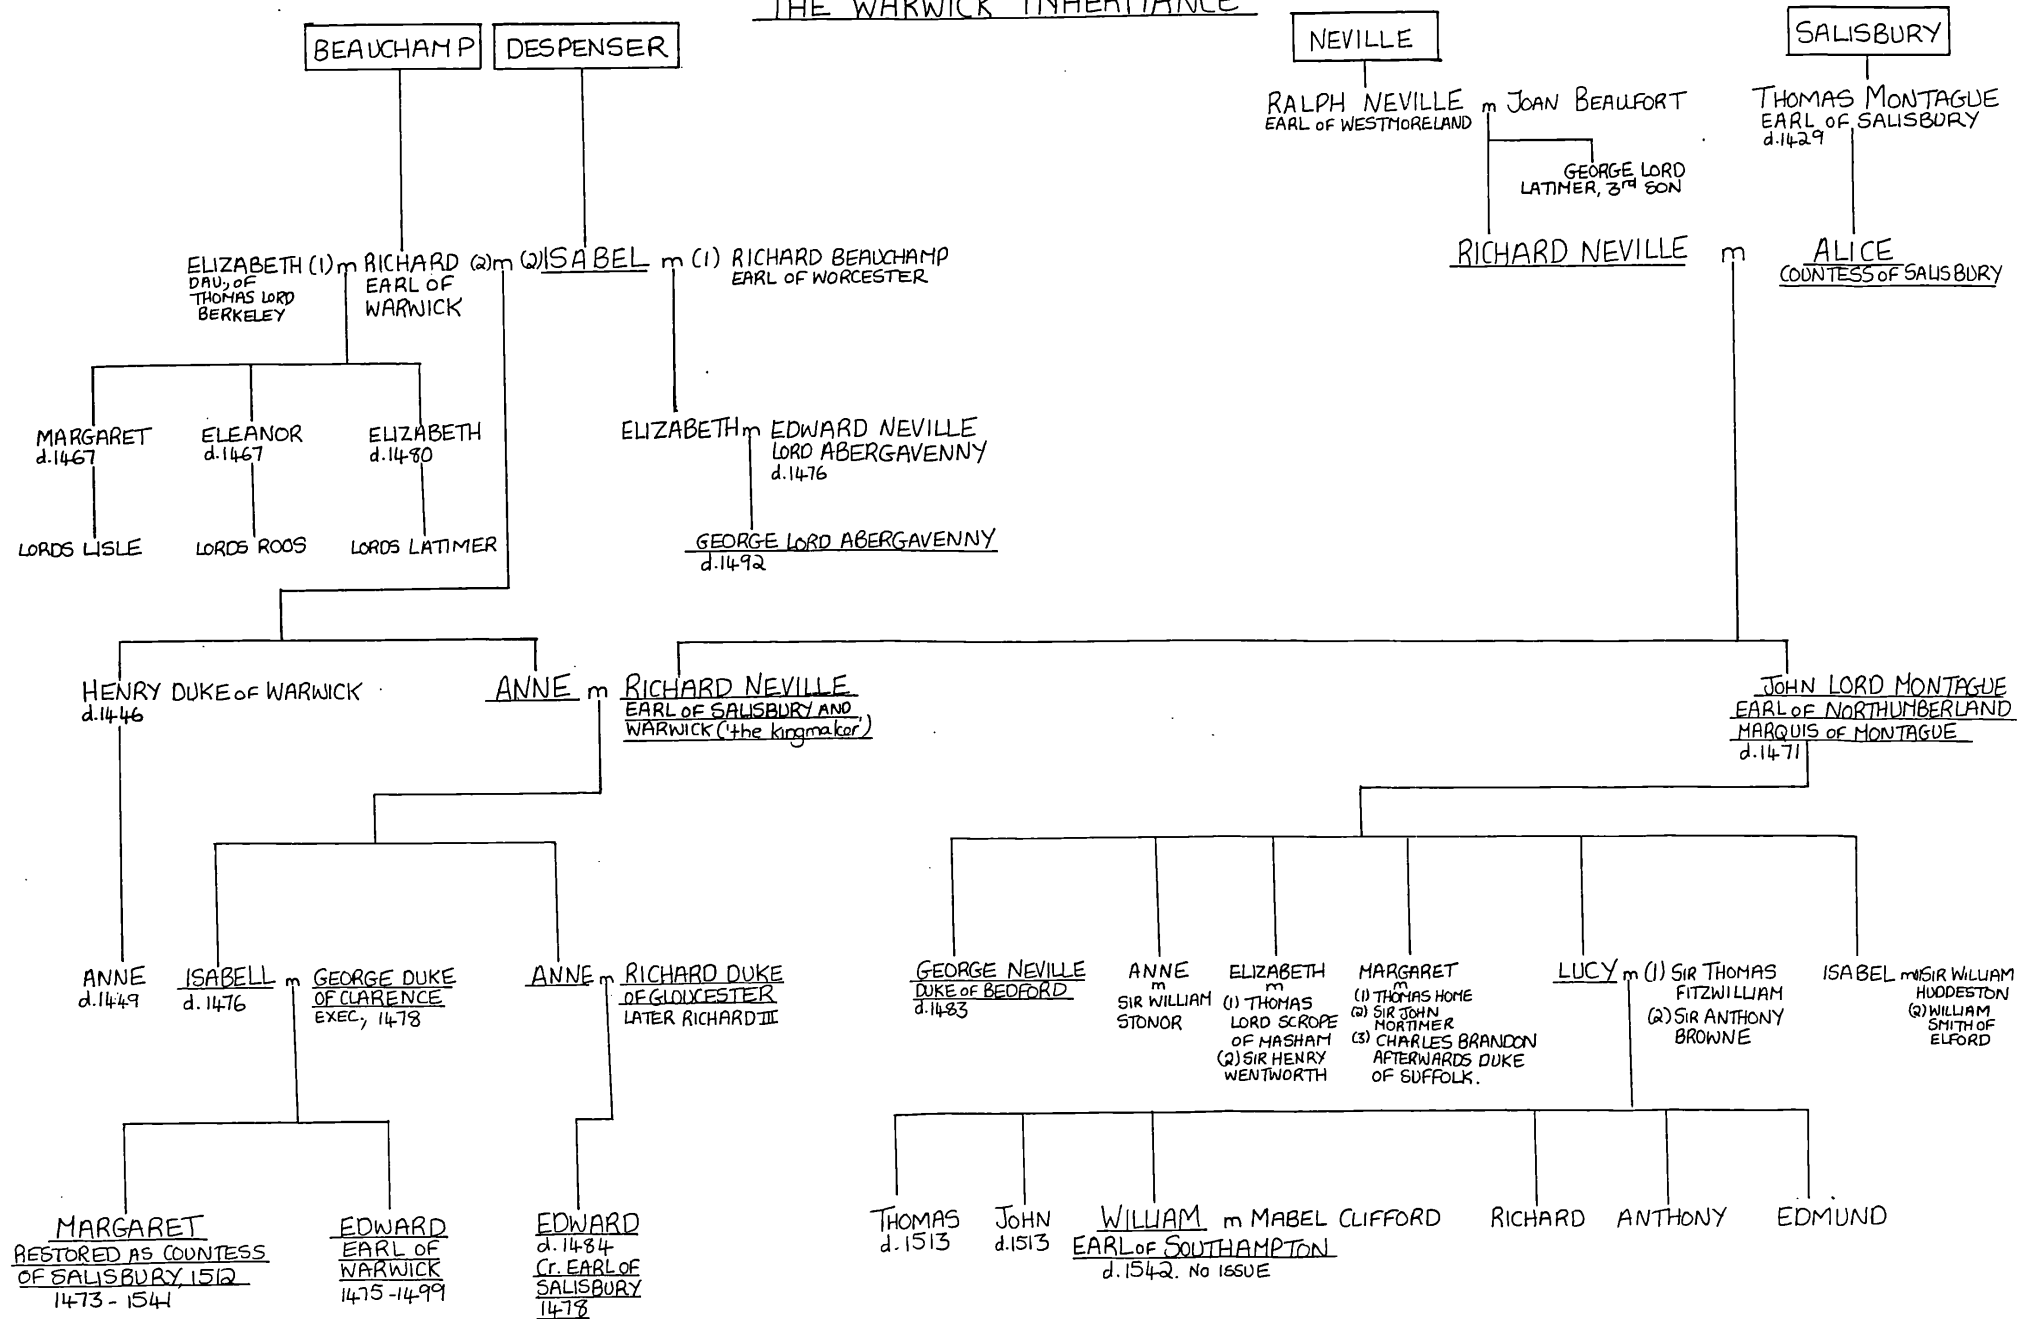 THE WARWICK INHERITANCE
BEAUCHAMP
DESPENSER
NEVILLE
SALISBURY
RALPH NEVILLE m JOAN BEAUFORT
EARL OF WESTMORELAND
THOMAS MONTAGUE
EARL OF SALISBURY
d.1429
GEORGE LORD
LATIMER, 3rd SON
ELIZABETH (1) m RICHARD (2) m (2) ISABEL m (1) RICHARD BEAUCHAMP
DAU, OF
THOMAS LORD
BERKELEY
EARL OF
WARWICK
EARL OF WORCESTER
RICHARD NEVILLE m ALICE
COUNTESS OF SALISBURY
MARGARET
d.1467
ELEANOR
d.1467
ELIZABETH
d.1480
ELIZABETH m EDWARD NEVILLE
LORD ABERGAVENNY
d.1476
LORDS LISLE
LORDS ROOS
LORDS LATIMER
GEORGE LORD ABERGAVENNY
d.1492
HENRY DUKE OF WARWICK
d.1446
ANNE m RICHARD NEVILLE
EARL OF SALISBURY AND
WARWICK ('the kingmaker')
JOHN LORD MONTAGUE
EARL OF NORTHUMBERLAND
MARQUIS OF MONTAGUE
d.1471
ANNE
d.1449
ISABELL m GEORGE DUKE
d.1476
OF CLARENCE
EXEC, 1478
ANNE m RICHARD DUKE
OF GLOUCESTER
LATER RICHARD III
GEORGE NEVILLE
DUKE OF BEDFORD
d.1483
ANNE
m
SIR WILLIAM
STONOR
ELIZABETH
m
(1) THOMAS
LORD SCROPE
OF MASHAM
(2) SIR HENRY
WENTWORTH
MARGARET
m
(1) THOMAS HOME
(2) SIR JOHN
MORTIMER
(3) CHARLES BRANDON
AFTERWARDS DUKE
OF SUFFOLK.
LUCY m (1) SIR THOMAS
FITZWILLIAM
(2) SIR ANTHONY
BROWNE
ISABEL m (1) SIR WILLIAM
HUDDESTON
(2) WILLIAM
SMITH OF
ELFORD
MARGARET
RESTORED AS COUNTESS
OF SALISBURY, 1512
1473 - 1541
EDWARD
EARL OF
WARWICK
1475 - 1499
EDWARD
d.1484
Cr. EARL OF
SALISBURY
1478
THOMAS
d.1513
JOHN
d.1513
WILLIAM m MABEL CLIFFORD
EARL OF SOUTHAMPTON
d.1542. NO ISSUE
RICHARD
ANTHONY
EDMUND